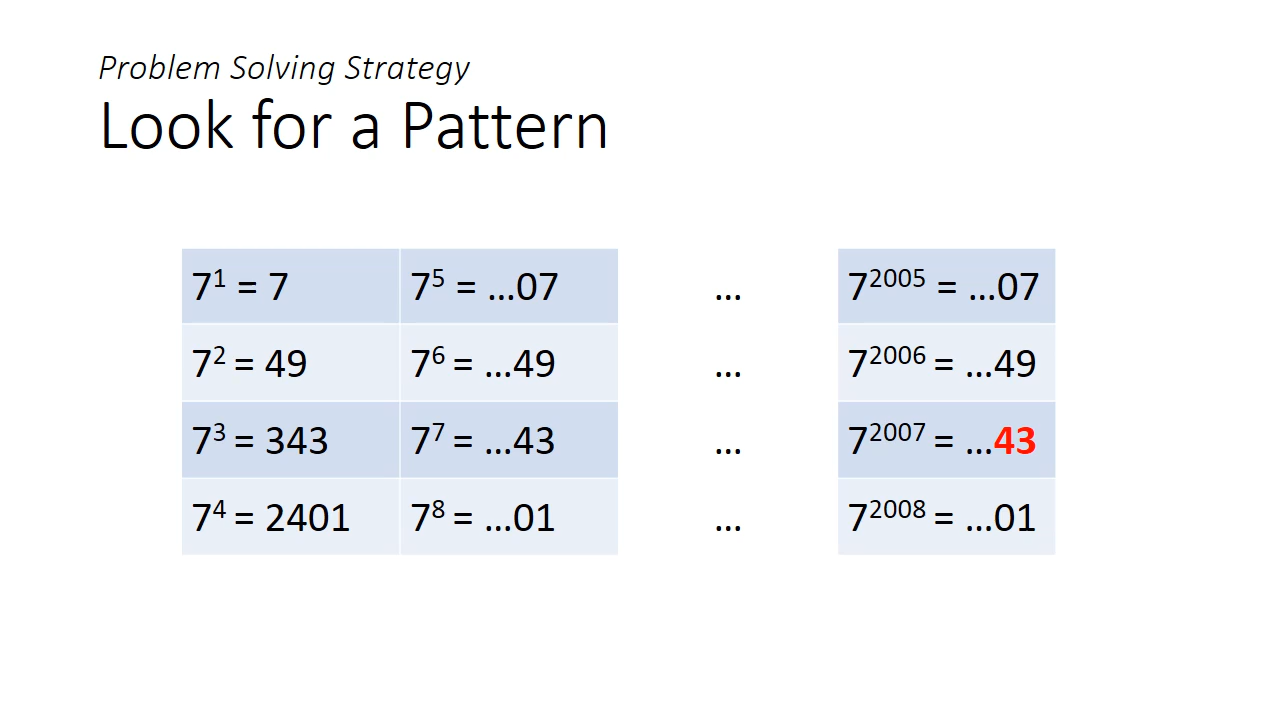 Problem Solving Strategy
Look for a Pattern
7¹ = 7 7⁵ = …07 … 7²⁰⁰⁵ = …07
7² = 49 7⁶ = …49 … 7²⁰⁰⁶ = …49
7³ = 343 7⁷ = …43 … 7²⁰⁰⁷ = …43
7⁴ = 2401 7⁸ = …01 … 7²⁰⁰⁸ = …01